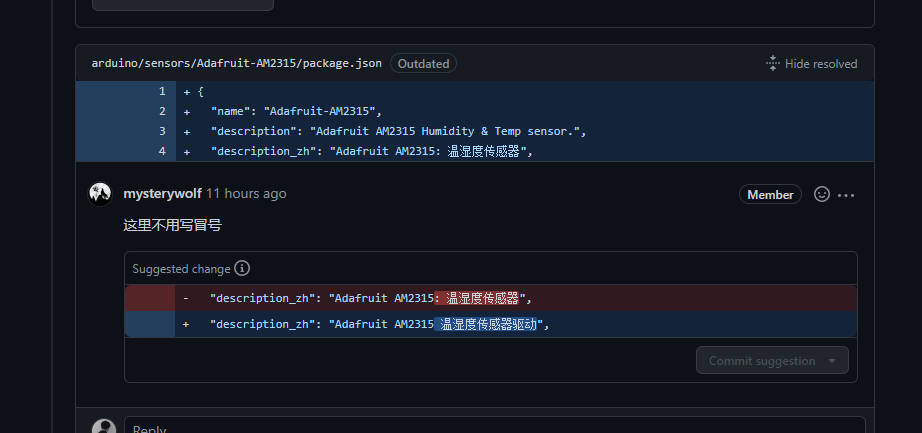 arduino/sensors/Adafruit-AM2315/package.json Outdated Hide resolved
1 + {
2 + "name": "Adafruit-AM2315",
3 + "description": "Adafruit AM2315 Humidity & Temp sensor.",
4 + "description_zh": "Adafruit AM2315: 温湿度传感器",
mysterywolf 11 hours ago Member
这里不用写冒号
Suggested change
- "description_zh": "Adafruit AM2315: 温湿度传感器",
+ "description_zh": "Adafruit AM2315 温湿度传感器驱动",
Commit suggestion
Reply